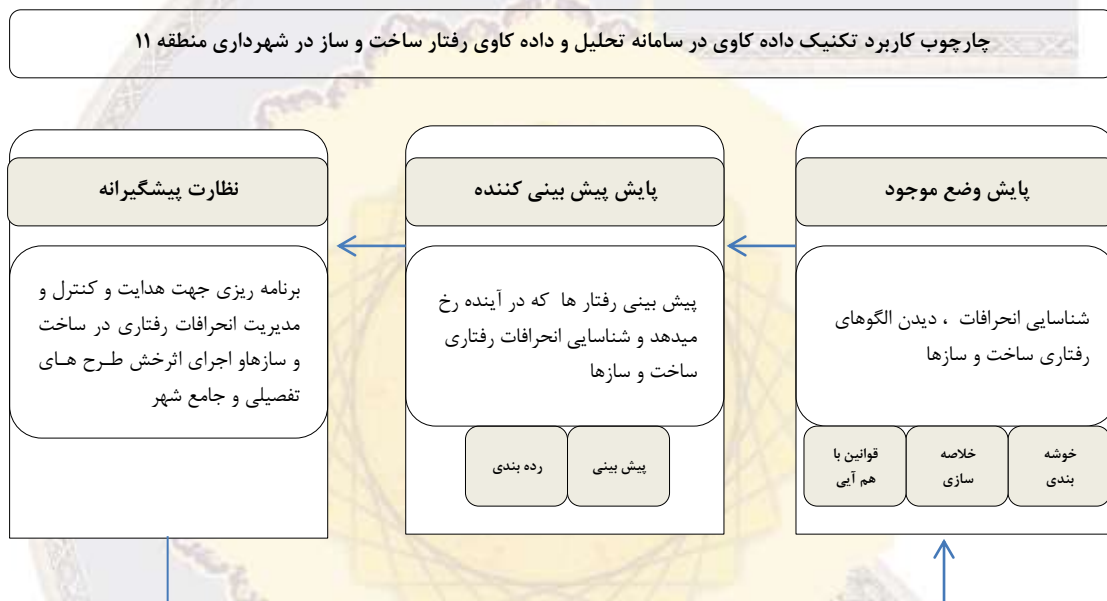 چارچوب کاربرد تکنیک داده کاوی در سامانه تحلیل و داده کاوی رفتار ساخت و ساز در شهرداری منطقه ۱۱
پایش وضع موجود
شناسایی انحرافات ، دیدن الگوهای
رفتاری ساخت و سازها
خوشه
بندی
خلاصه
سازی
قوانین با
هم آیی
پایش پیش بینی کننده
پیش بینی رفتار ها که در آینده رخ
میدهد و شناسایی انحرافات رفتاری
ساخت و سازها
پیش بینی
رده بندی
نظارت پیشگیرانه
برنامه ریزی جهت هدایت و کنترل و
مدیریت انحرافات رفتاری در ساخت
و سازهاو اجرای اثرخش طـرح هـای
تفصیلی و جامع شهر